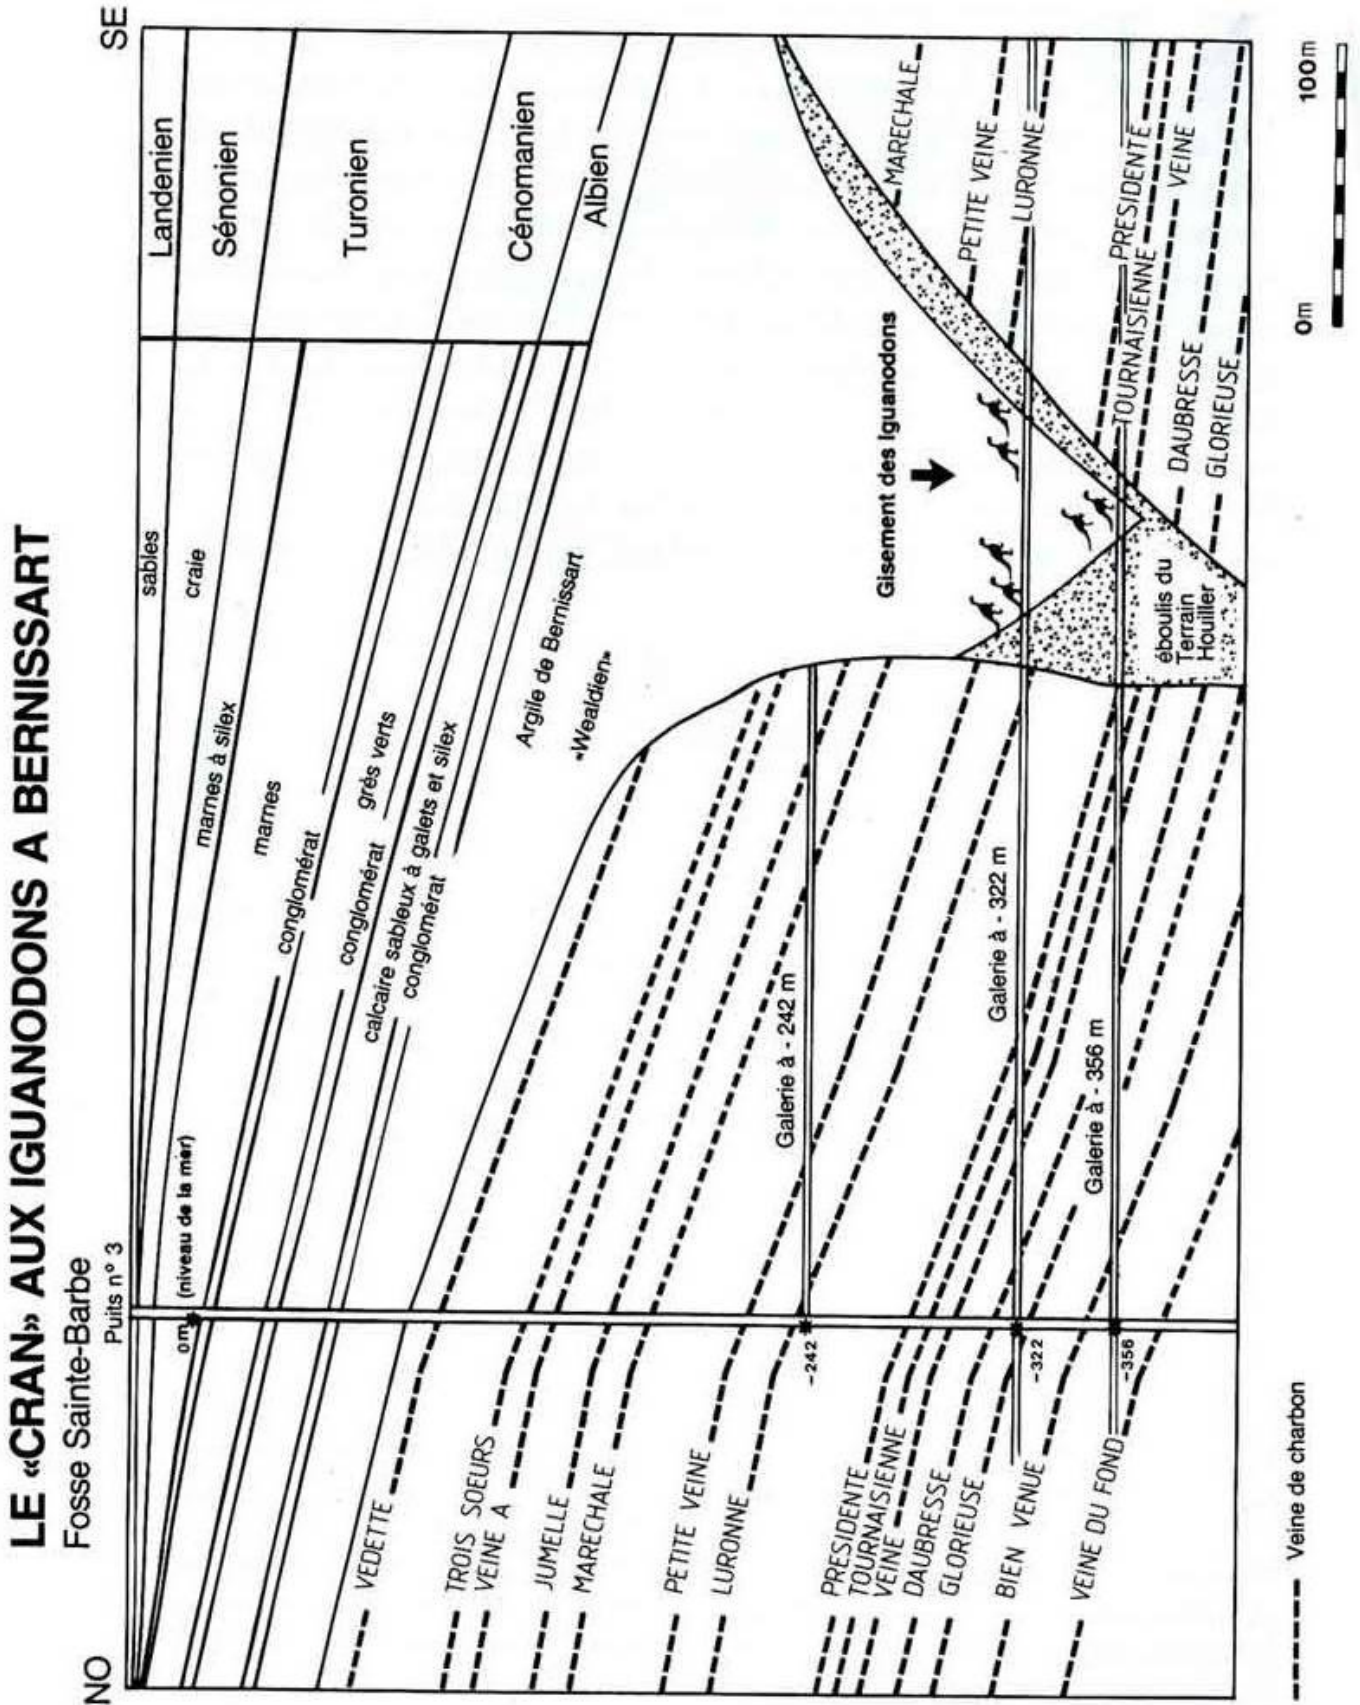 LE «CRAN» AUX IGUANODONS A BERNISSART
Fosse Sainte-Barbe
Puits n° 3
NO
SE
0m (niveau de la mer)
sables
craie
marnes à silex
marnes
conglomérat
grès verts
conglomérat
calcaire sableux à galets et silex
conglomérat
Argile de Bernissart
«Wealdien»
Landenien
Sénonien
Turonien
Cénomanien
Albien
VEDETTE
TROIS SOEURS
VEINE A
JUMELLE
MARECHALE
PETITE VEINE
LURONNE
PRESIDENTE
TOURNAISIENNE
VEINE
DAUBRESSE
GLORIEUSE
BIEN VENUE
VEINE DU FOND
-242
-322
-356
Galerie à - 242 m
Galerie à - 322 m
Galerie à - 356 m
Gisement des Iguanodons
éboulis du
Terrain
Houiller
MARECHALE
PETITE VEINE
LURONNE
PRESIDENTE
TOURNAISIENNE
VEINE
DAUBRESSE
GLORIEUSE
Veine de charbon
0m
100m